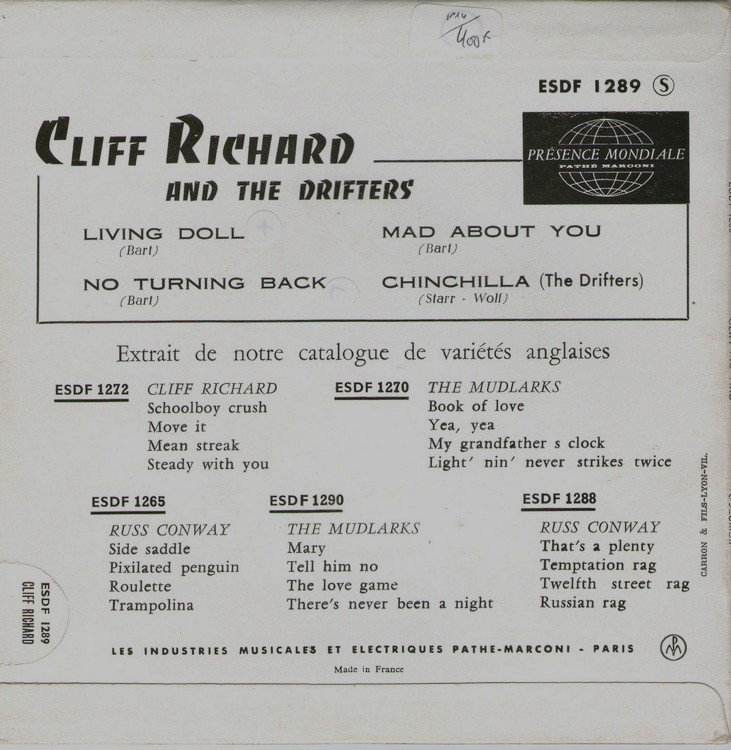 400F
ESDF 1289 S
CLIFF RICHARD
AND THE DRIFTERS
PRÉSENCE MONDIALE
PATHÉ MARCONI
LIVING DOLL
(Bart)
MAD ABOUT YOU
(Bart)
NO TURNING BACK
(Bart)
CHINCHILLA (The Drifters)
(Starr - Wolf)
Extrait de notre catalogue de variétés anglaises
ESDF 1272 CLIFF RICHARD
Schoolboy crush
Move it
Mean streak
Steady with you
ESDF 1270 THE MUDLARKS
Book of love
Yea, yea
My grandfather s clock
Light' nin' never strikes twice
ESDF 1265
RUSS CONWAY
Side saddle
Pixilated penguin
Roulette
Trampolina
ESDF 1290
THE MUDLARKS
Mary
Tell him no
The love game
There's never been a night
ESDF 1288
RUSS CONWAY
That's a plenty
Temptation rag
Twelfth street rag
Russian rag
CARRON & FILS-LYON-VIL.
ESDF 1289
CLIFF RICHARD
LES INDUSTRIES MUSICALES ET ELECTRIQUES PATHE-MARCONI - PARIS
PM
Made in France